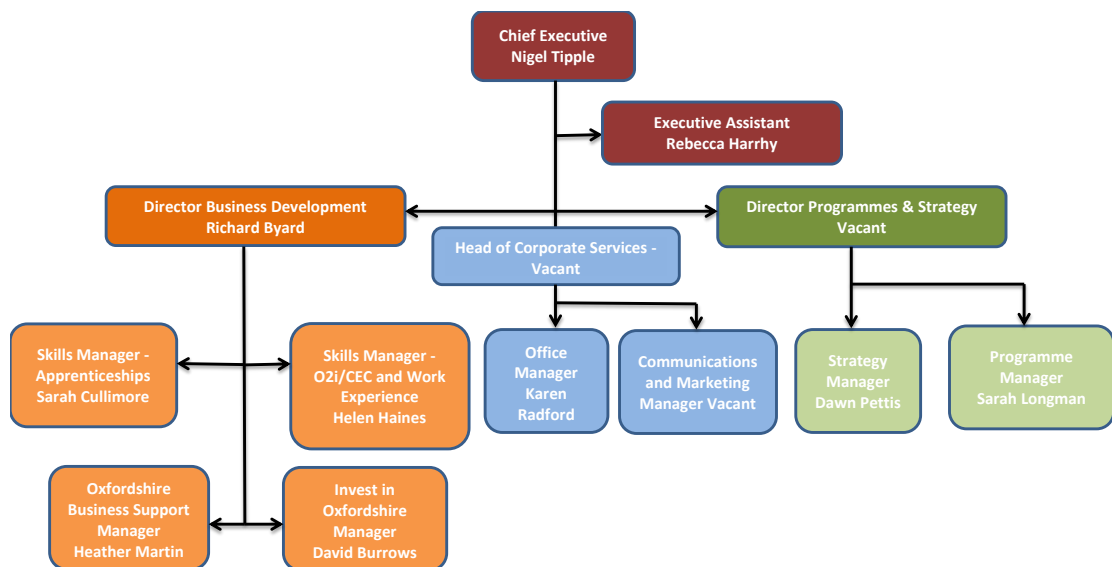 Chief Executive
Nigel Tipple
Executive Assistant
Rebecca Harrhy
Director Business Development
Richard Byard
Head of Corporate Services -
Vacant
Director Programmes & Strategy
Vacant
Skills Manager -
Apprenticeships
Sarah Cullimore
Skills Manager -
O2i/CEC and Work
Experience
Helen Haines
Office
Manager
Karen
Radford
Communications
and Marketing
Manager Vacant
Strategy
Manager
Dawn Pettis
Programme
Manager
Sarah Longman
Oxfordshire
Business Support
Manager
Heather Martin
Invest in
Oxfordshire
Manager
David Burrows